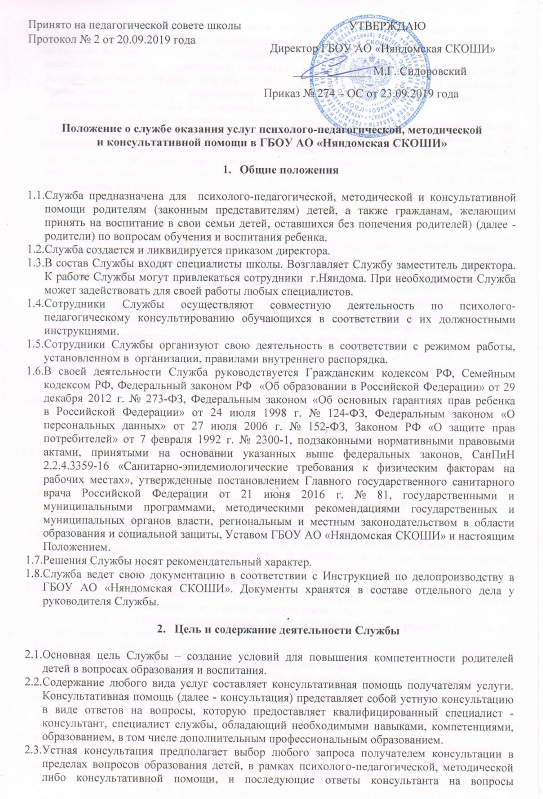 Принято на педагогической совете школы
Протокол № 2 от 20.09.2019 года
УТВЕРЖДАЮ
Директор ГБОУ АО «Няндомская СКОШИ»
М.Г. Сидоровский
Приказ № 274 – ОС от 23.09.2019 года
Положение о службе оказания услуг психолого-педагогической, методической
и консультативной помощи в ГБОУ АО «Няндомская СКОШИ»
1. Общие положения
1.1.Служба предназначена для психолого-педагогической, методической и консультативной
помощи родителям (законным представителям) детей, а также гражданам, желающим
принять на воспитание в свои семьи детей, оставшихся без попечения родителей) (далее -
родители) по вопросам обучения и воспитания ребенка.
1.2.Служба создается и ликвидируется приказом директора.
1.3.В состав Службы входят специалисты школы. Возглавляет Службу заместитель директора.
К работе Службы могут привлекаться сотрудники г.Няндома. При необходимости Служба
может задействовать для своей работы любых специалистов.
1.4.Сотрудники Службы осуществляют совместную деятельность по психолого-
педагогическому консультированию обучающихся в соответствии с их должностными
инструкциями.
1.5.Сотрудники Службы организуют свою деятельность в соответствии с режимом работы,
установленном в организации, правилами внутреннего распорядка.
1.6.В своей деятельности Служба руководствуется Гражданским кодексом РФ, Семейным
кодексом РФ, Федеральный законом РФ «Об образовании в Российской Федерации» от 29
декабря 2012 г. № 273-ФЗ, Федеральным законом «Об основных гарантиях прав ребенка
в Российской Федерации» от 24 июля 1998 г. № 124-ФЗ, Федеральным законом «О
персональных данных» от 27 июля 2006 г. № 152-ФЗ, Законом РФ «О защите прав
потребителей» от 7 февраля 1992 г. № 2300-1, подзаконными нормативными правовыми
актами, принятыми на основании указанных выше федеральных законов, СанПиН
2.2.4.3359-16 «Санитарно-эпидемиологические требования к физическим факторам на
рабочих местах», утвержденные постановлением Главного государственного санитарного
врача Российской Федерации от 21 июня 2016 г. № 81, государственными и
муниципальными программами, методическими рекомендациями государственных и
муниципальных органов власти, региональным и местным законодательством в области
образования и социальной защиты, Уставом ГБОУ АО «Няндомская СКОШИ» и настоящим
Положением.
1.7.Решения Службы носят рекомендательный характер.
1.8.Служба ведет свою документацию в соответствии с Инструкцией по делопроизводству в
ГБОУ АО «Няндомская СКОШИ». Документы хранятся в составе отдельного дела у
руководителя Службы.
2. Цель и содержание деятельности Службы
2.1.Основная цель Службы – создание условий для повышения компетентности родителей
детей в вопросах образования и воспитания.
2.2.Содержание любого вида услуг составляет консультативная помощь получателям услуги.
Консультативная помощь (далее - консультация) представляет собой устную консультацию
в виде ответов на вопросы, которую предоставляет квалифицированный специалист -
консультант, специалист службы, обладающий необходимыми навыками, компетенциями,
образованием, в том числе дополнительным профессиональным образованием.
2.3.Устная консультация предполагает выбор любого запроса получателем консультации в
пределах вопросов образования детей, в рамках психолого-педагогической, методической
либо консультативной помощи, и последующие ответы консультанта на вопросы